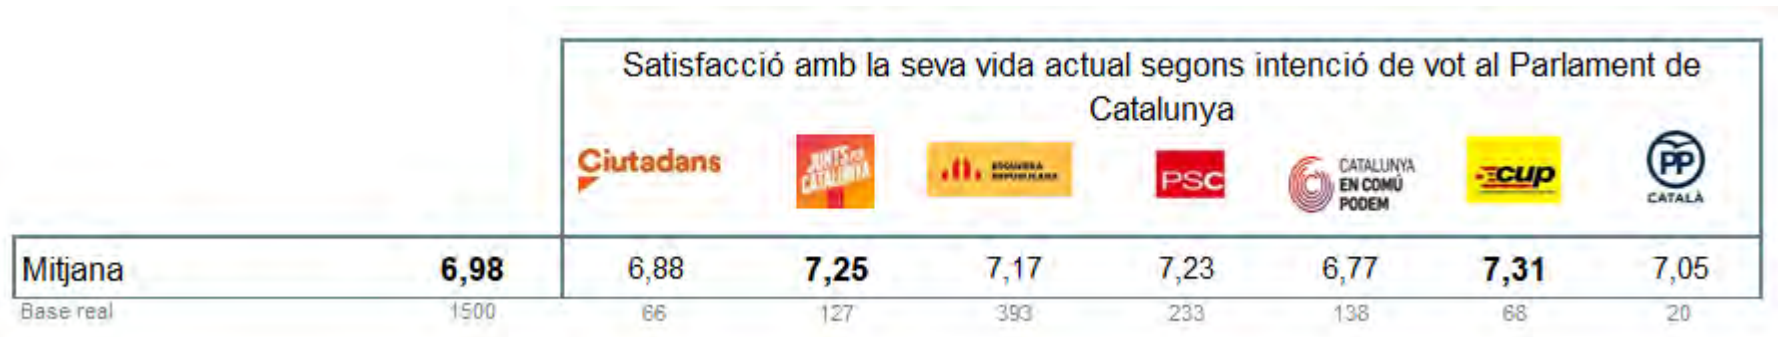 Satisfacció amb la seva vida actual segons intenció de vot al Parlament de
Catalunya
Ciutadans
JUNTS PER
CATALUNYA
ESQUERRA
REPUBLICANA
PSC
CATALUNYA
EN COMÚ
PODEM
cup
PP
CATALÀ
Mitjana 6,98 6,88 7,25 7,17 7,23 6,77 7,31 7,05
Base real 1500 66 127 393 233 138 68 20